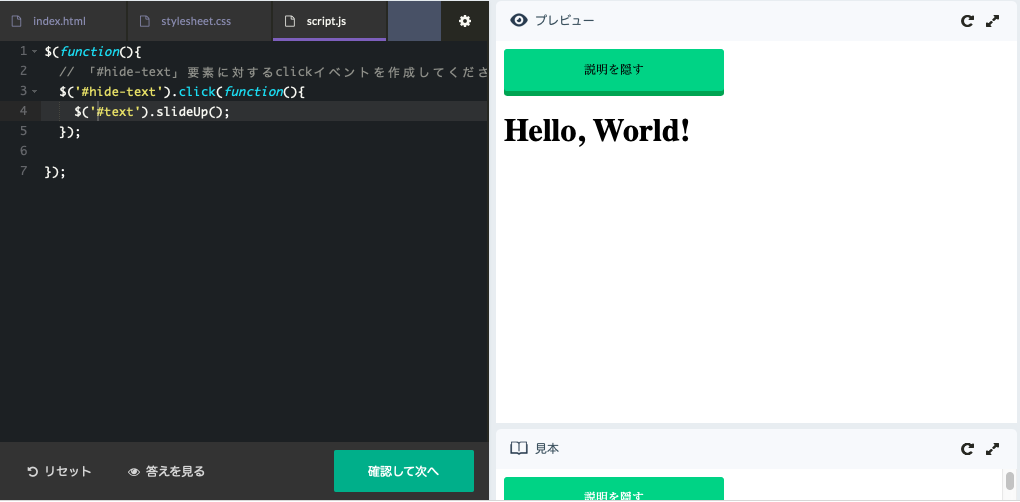 index.html
stylesheet.css
script.js
1 $(function(){
2 // 「#hide-text」要素に対するclickイベントを作成してくださ
3 $('#hide-text').click(function(){
4 $('#text').slideUp();
5 });
6
7 });
リセット
答えを見る
確認して次へ
プレビュー
説明を隠す
Hello, World!
見本
説明を隠す